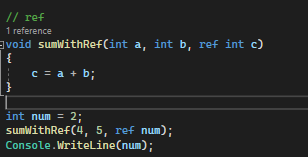 // ref
1 reference
void sumWithRef(int a, int b, ref int c)
{
c = a + b;
}
int num = 2;
sumWithRef(4, 5, ref num);
Console.WriteLine(num);